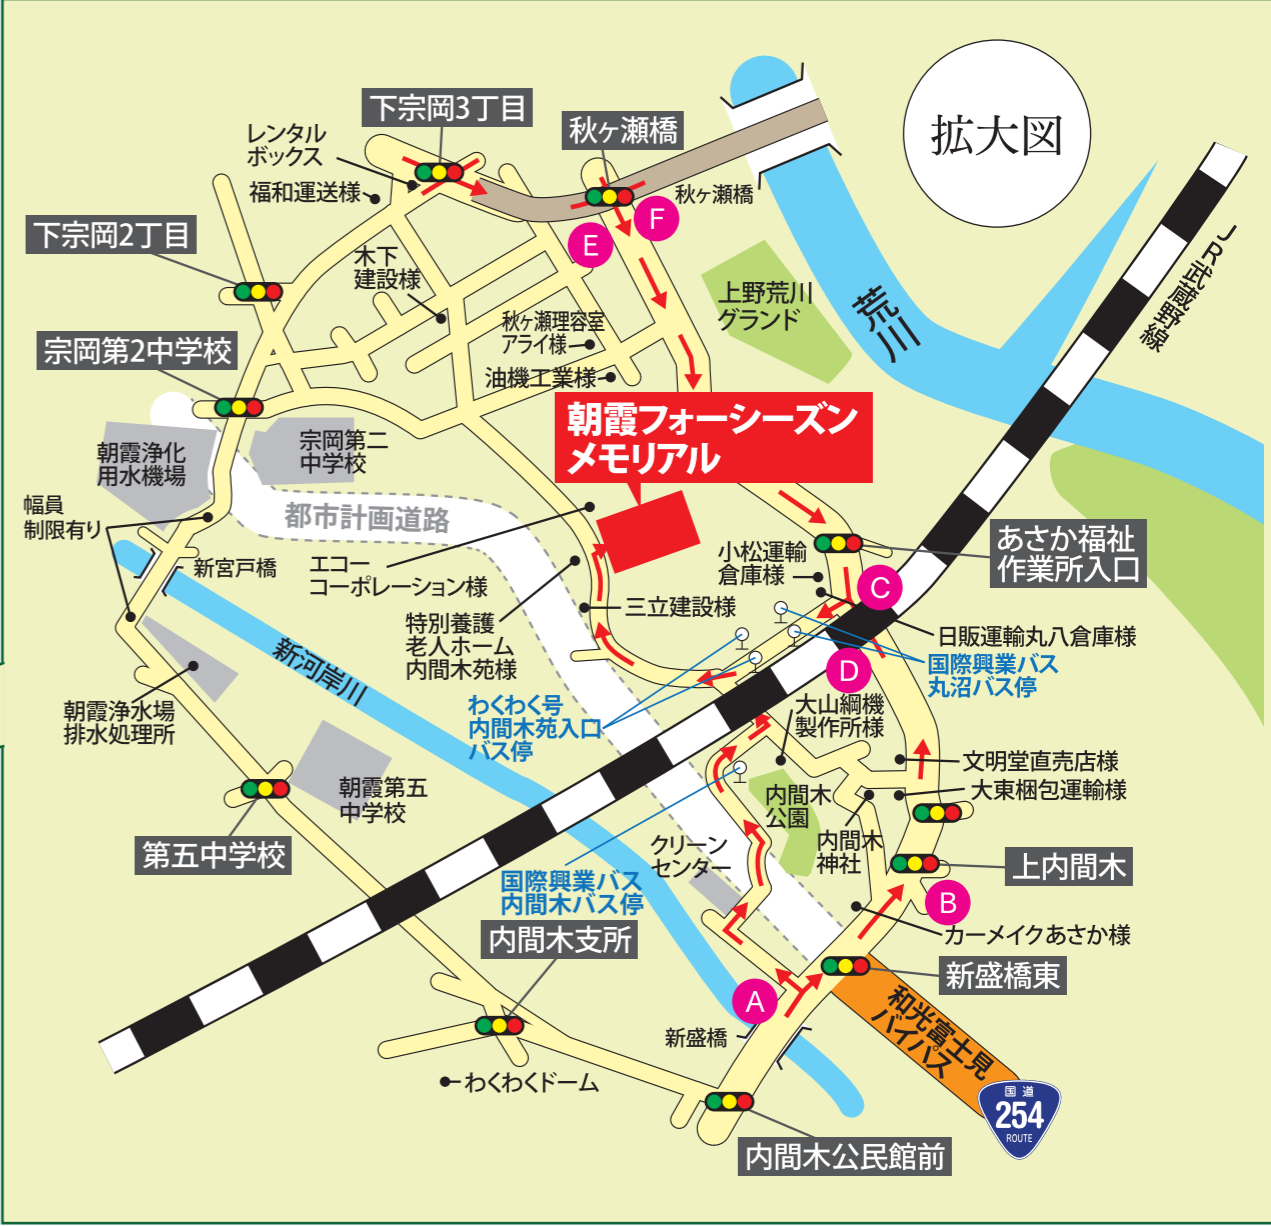 拡大図
下宗岡3丁目
秋ヶ瀬橋
レンタル
ボックス
福和運送様
秋ヶ瀬橋
F
E
下宗岡2丁目
木下
建設様
上野荒川
グランド
荒川
JR武蔵野線
秋ヶ瀬理容室
アライ様
宗岡第2中学校
油機工業様
朝霞フォーシーズン
メモリアル
宗岡第二
中学校
朝霞浄化
用水機場
幅員
制限有り
都市計画道路
あさか福祉
作業所入口
小松運輸
倉庫様
新宮戸橋
エコー
コーポレーション様
C
三立建設様
特別養護
老人ホーム
内間木苑様
日販運輸丸八倉庫様
国際興業バス
丸沼バス停
D
新河岸川
わくわく号
内間木苑入口
バス停
大山綱機
製作所様
朝霞浄水場
排水処理所
文明堂直売店様
大東梱包運輸様
朝霞第五
中学校
内間木
公園
内間木
神社
クリーン
センター
第五中学校
上内間木
国際興業バス
内間木バス停
B
カーメイクあさか様
内間木支所
新盛橋東
A
和光富士見
バイパス
新盛橋
わくわくドーム
国道
254
ROUTE
内間木公民館前